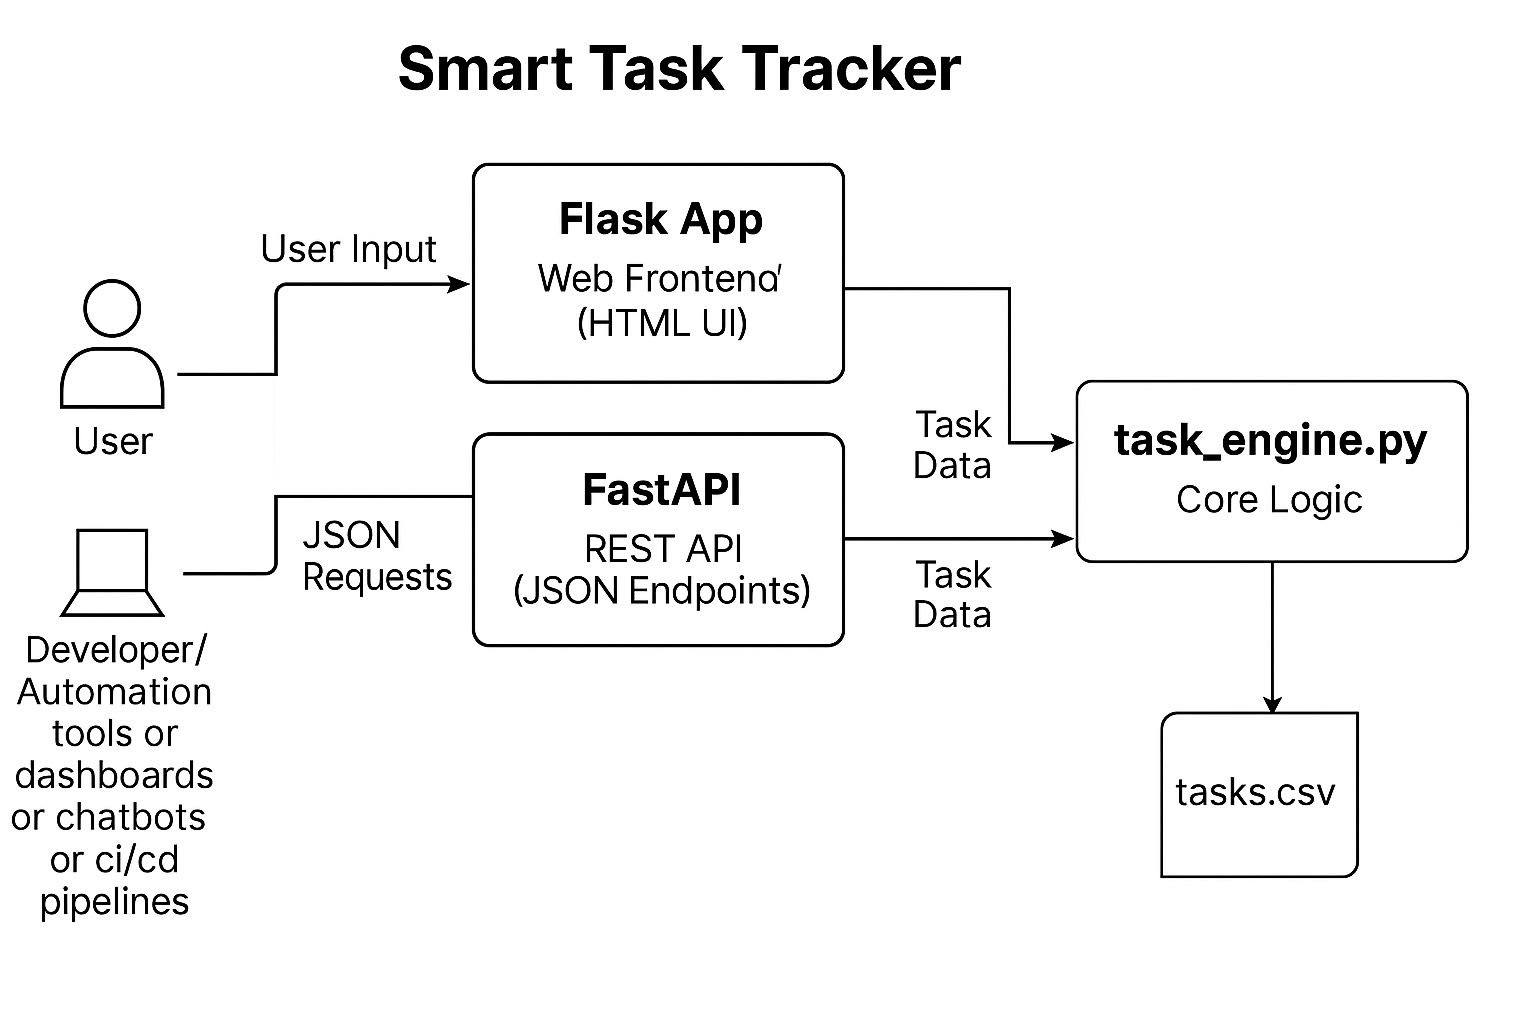 Smart Task Tracker
User Input
Flask App
Web Frontend
(HTML UI)
User
Task
Data
task_engine.py
Core Logic
FastAPI
REST API
(JSON Endpoints)
JSON
Requests
Task
Data
Developer/
Automation
tools or
dashboards
or chatbots
or ci/cd
pipelines
tasks.csv